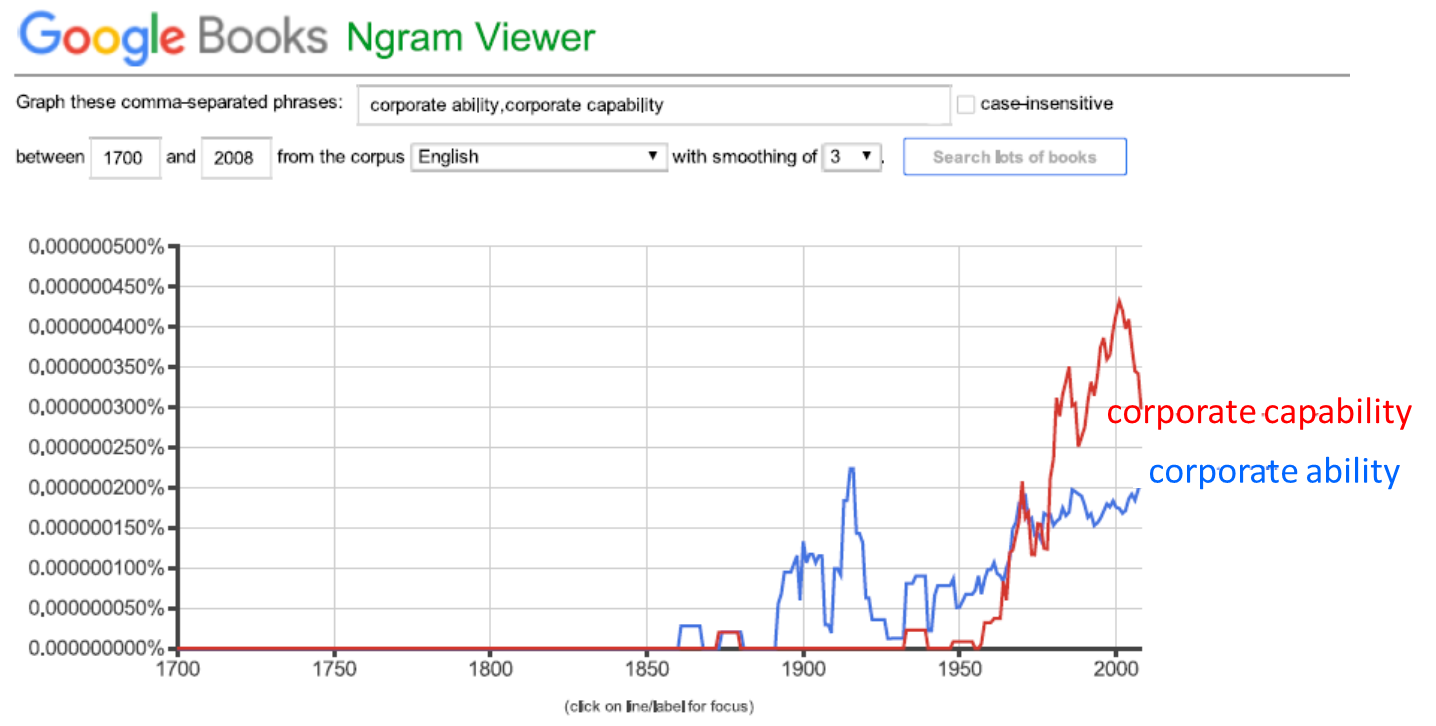 Google Books Ngram Viewer
Graph these comma-separated phrases: corporate ability,corporate capability case-insensitive
between 1700 and 2008 from the corpus English with smoothing of 3 . Search lots of books
0.000000500%
0.000000450%
0.000000400%
0.000000350%
0.000000300%
corporate capability
0.000000250%
corporate ability
0.000000200%
0.000000150%
0.000000100%
0.000000050%
0.000000000%
1700 1750 1800 1850 1900 1950 2000
(click on line/label for focus)